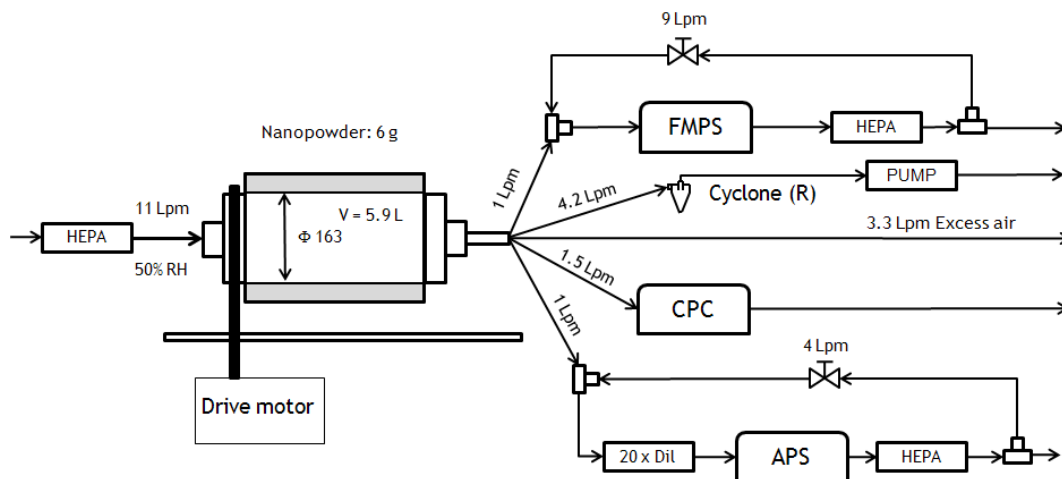 9 Lpm
Nanopowder: 6 g
FMPS
HEPA
1 Lpm
4.2 Lpm
PUMP
Cyclone (R)
11 Lpm
V = 5.9 L
Φ 163
HEPA
50% RH
3.3 Lpm Excess air
1.5 Lpm
CPC
1 Lpm
4 Lpm
Drive motor
20 x Dil
APS
HEPA